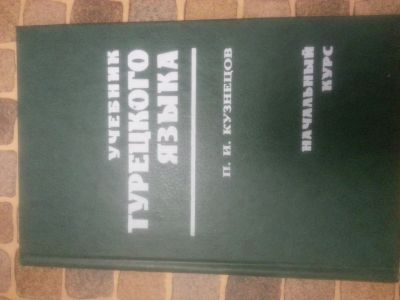 УЧЕБНИК
ТУРЕЦКОГО
ЯЗЫКА
П. И. КУЗНЕЦОВ
НАЧАЛЬНЫЙ
КУРС